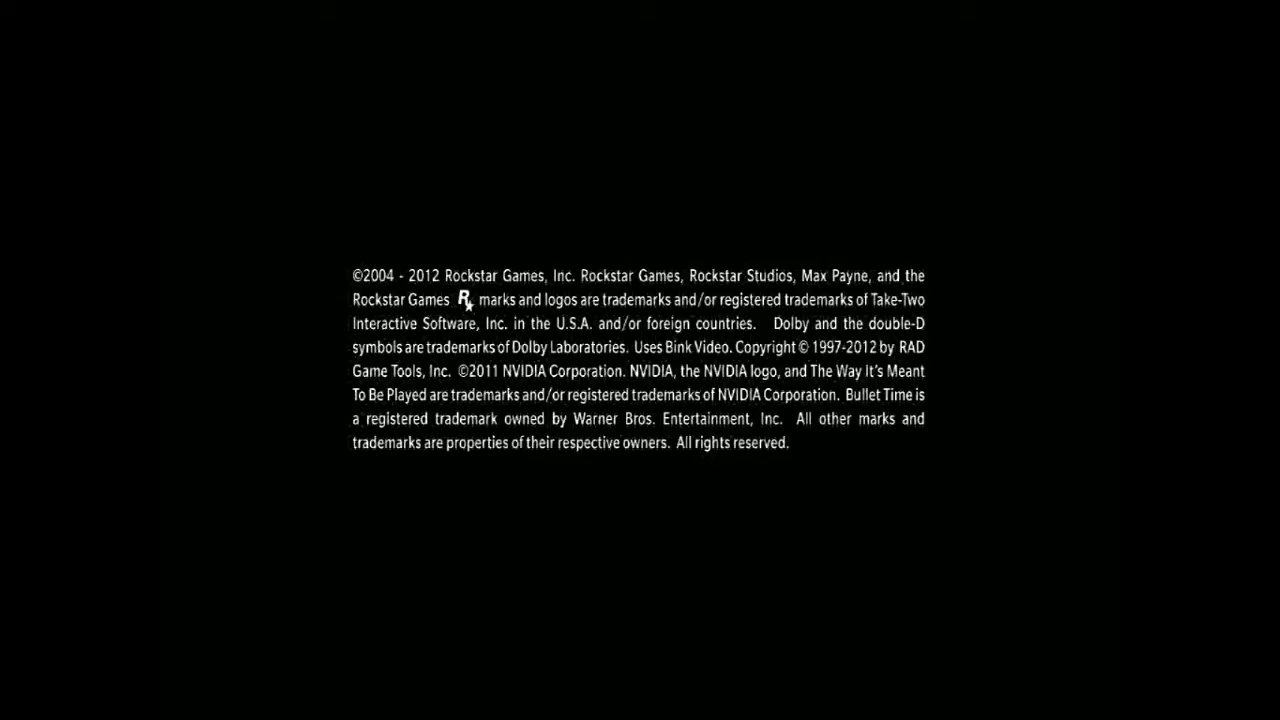 ©2004 - 2012 Rockstar Games, Inc. Rockstar Games, Rockstar Studios, Max Payne, and the
Rockstar Games R* marks and logos are trademarks and/or registered trademarks of Take-Two
Interactive Software, Inc. in the U.S.A. and/or foreign countries. Dolby and the double-D
symbols are trademarks of Dolby Laboratories. Uses Bink Video. Copyright © 1997-2012 by RAD
Game Tools, Inc. ©2011 NVIDIA Corporation. NVIDIA, the NVIDIA logo, and The Way It's Meant
To Be Played are trademarks and/or registered trademarks of NVIDIA Corporation. Bullet Time is
a registered trademark owned by Warner Bros. Entertainment, Inc. All other marks and
trademarks are properties of their respective owners. All rights reserved.